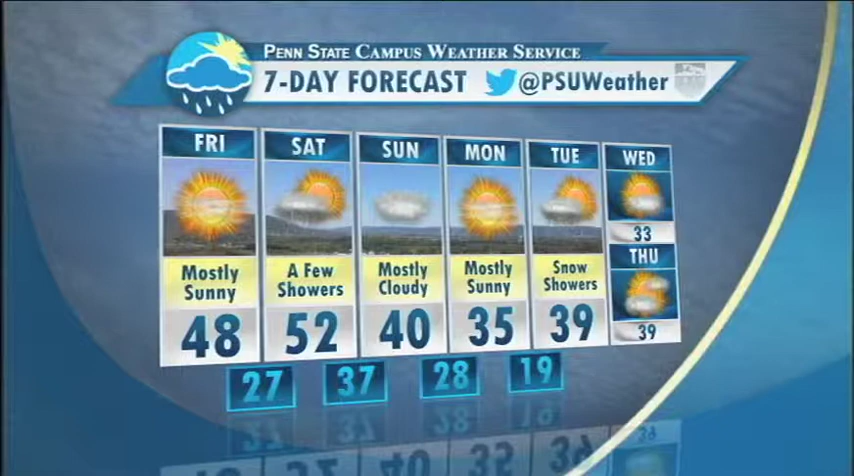 PENN STATE CAMPUS WEATHER SERVICE
7-DAY FORECAST @PSUWeather
FRI
SAT
SUN
MON
TUE
WED
33
THU
39
Mostly
Sunny
A Few
Showers
Mostly
Cloudy
Mostly
Sunny
Snow
Showers
48
52
40
35
39
27
37
28
19